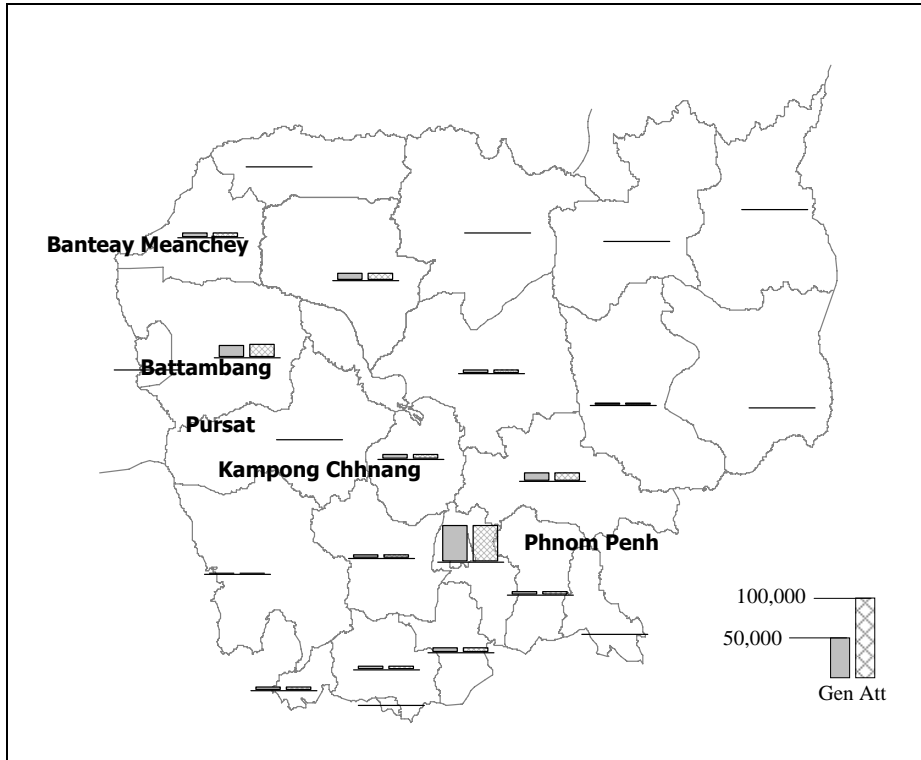 Banteay Meanchey
Battambang
Pursat
Kampong Chhnang
Phnom Penh
100,000
50,000
Gen Att